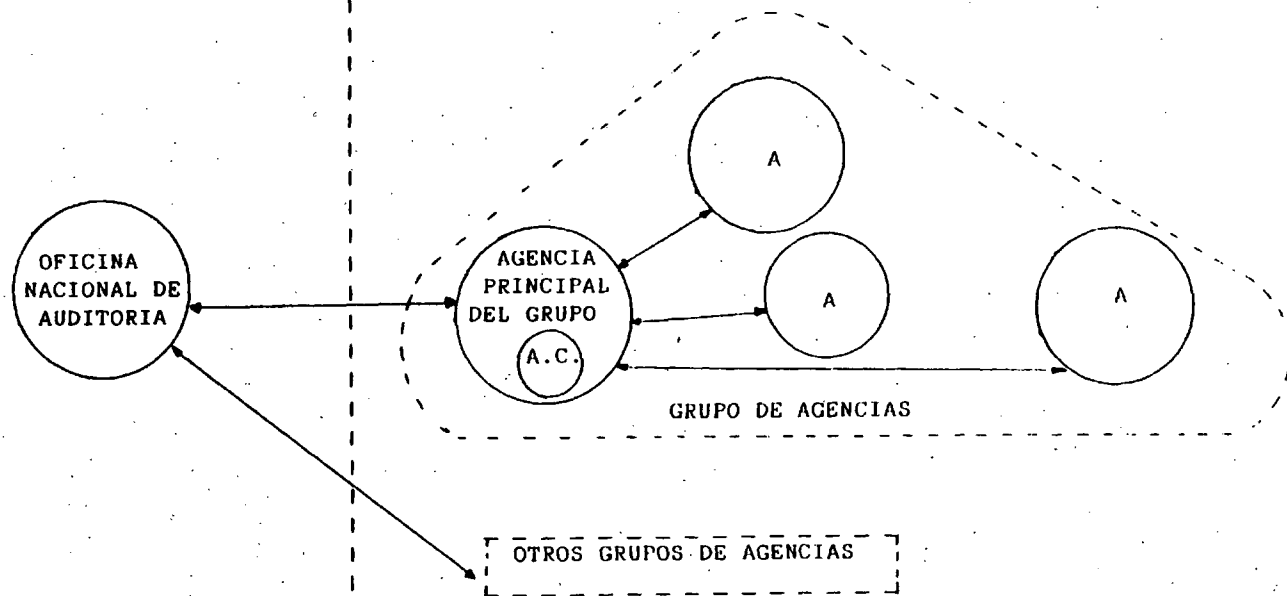 OFICINA
NACIONAL DE
AUDITORIA
AGENCIA
PRINCIPAL
DEL GRUPO
A.C.
A
A
A
GRUPO DE AGENCIAS
OTROS GRUPOS DE AGENCIAS